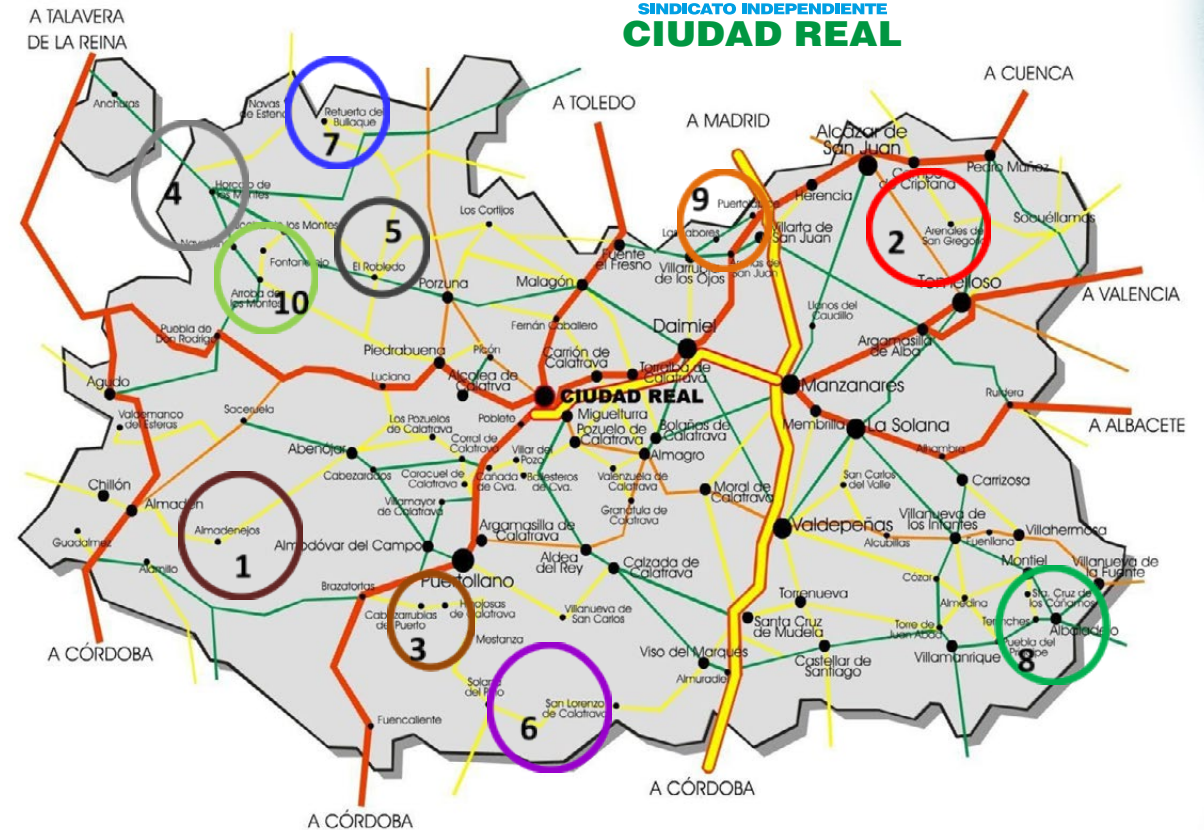 SINDICATO INDEPENDIENTE
CIUDAD REAL
A TALAVERA
DE LA REINA
A CUENCA
A TOLEDO
A MADRID
Anchuras
Navas
de Estena
Retuerta de
Bullaque
7
Alcázar de
San Juan
Pedro Muñoz
de Criptana
4
Horcajo de
los Montes
9
Herencia
Puerto
Socuéllamos
2
Arenales de
San Gregorio
Los Cortijos
5
El Robledo
Villarta de
San Juan
Fuente
el Fresno
Villarrubia
de los Ojos
San Juan
Arroba de
los Montes
10
Porzuna
Malagón
Tomelloso
A VALENCIA
Llanos del
Caudillo
Argamasilla
de Alba
Puebla de
Don Rodrigo
Fernán Caballero
Daimiel
Piedrabuena
Picón
Carrión de
Calatrava
Torralba de
Calatrava
Agudo
Luciana
Alcolea de
Calatrva
CIUDAD REAL
Manzanares
Ruidera
A ALBACETE
Valdemanco
del Esteras
Saceruela
Los Pozuelos
de Calatrava
Poblete
Miguelturra
Pozuelo de
Calatrava
Bolaños de
Calatrava
Membrilla
La Solana
Alhambra
Abenójar
Corral de
Calatrava
Villar del
Pozo
Almagro
Cabezarados
Caracuel de
Calatrava
Cañada
de Cva.
Ballesteros
de Cva.
Valenzuela de
Calatrava
San Carlos
del Valle
Carrizosa
Chillón
Almadén
Villamayor
de Calatrava
Granátula de
Calatrava
Moral de
Calatrava
Guadalmez
Almadenejos
1
Almodóvar del Campo
Argamasilla de
Calatrava
Valdepeñas
Alcubillas
Villanueva de
los Infantes
Fuenllana
Villahermosa
Alamillo
Puertollano
Aldea
del Rey
Calzada de
Calatrava
Montiel
Villanueva de
la Fuente
Cózar
Brazatortas
Cabezarrubias
del Puerto
3
Hinojosas
de Calatrava
Villanueva de
San Carlos
Torrenueva
Almedina
Sta. Cruz de
los Cáñamos
Terrinches
Albaladejo
Mestanza
Santa Cruz
de Mudela
Torre de
Juan Abad
Puebla del
Príncipe
8
A CÓRDOBA
Viso del Marqués
Almuradiel
Castellar de
Santiago
Villamanrique
Solana
del Pino
San Lorenzo
de Calatrava
6
Fuencaliente
A CÓRDOBA
A CÓRDOBA